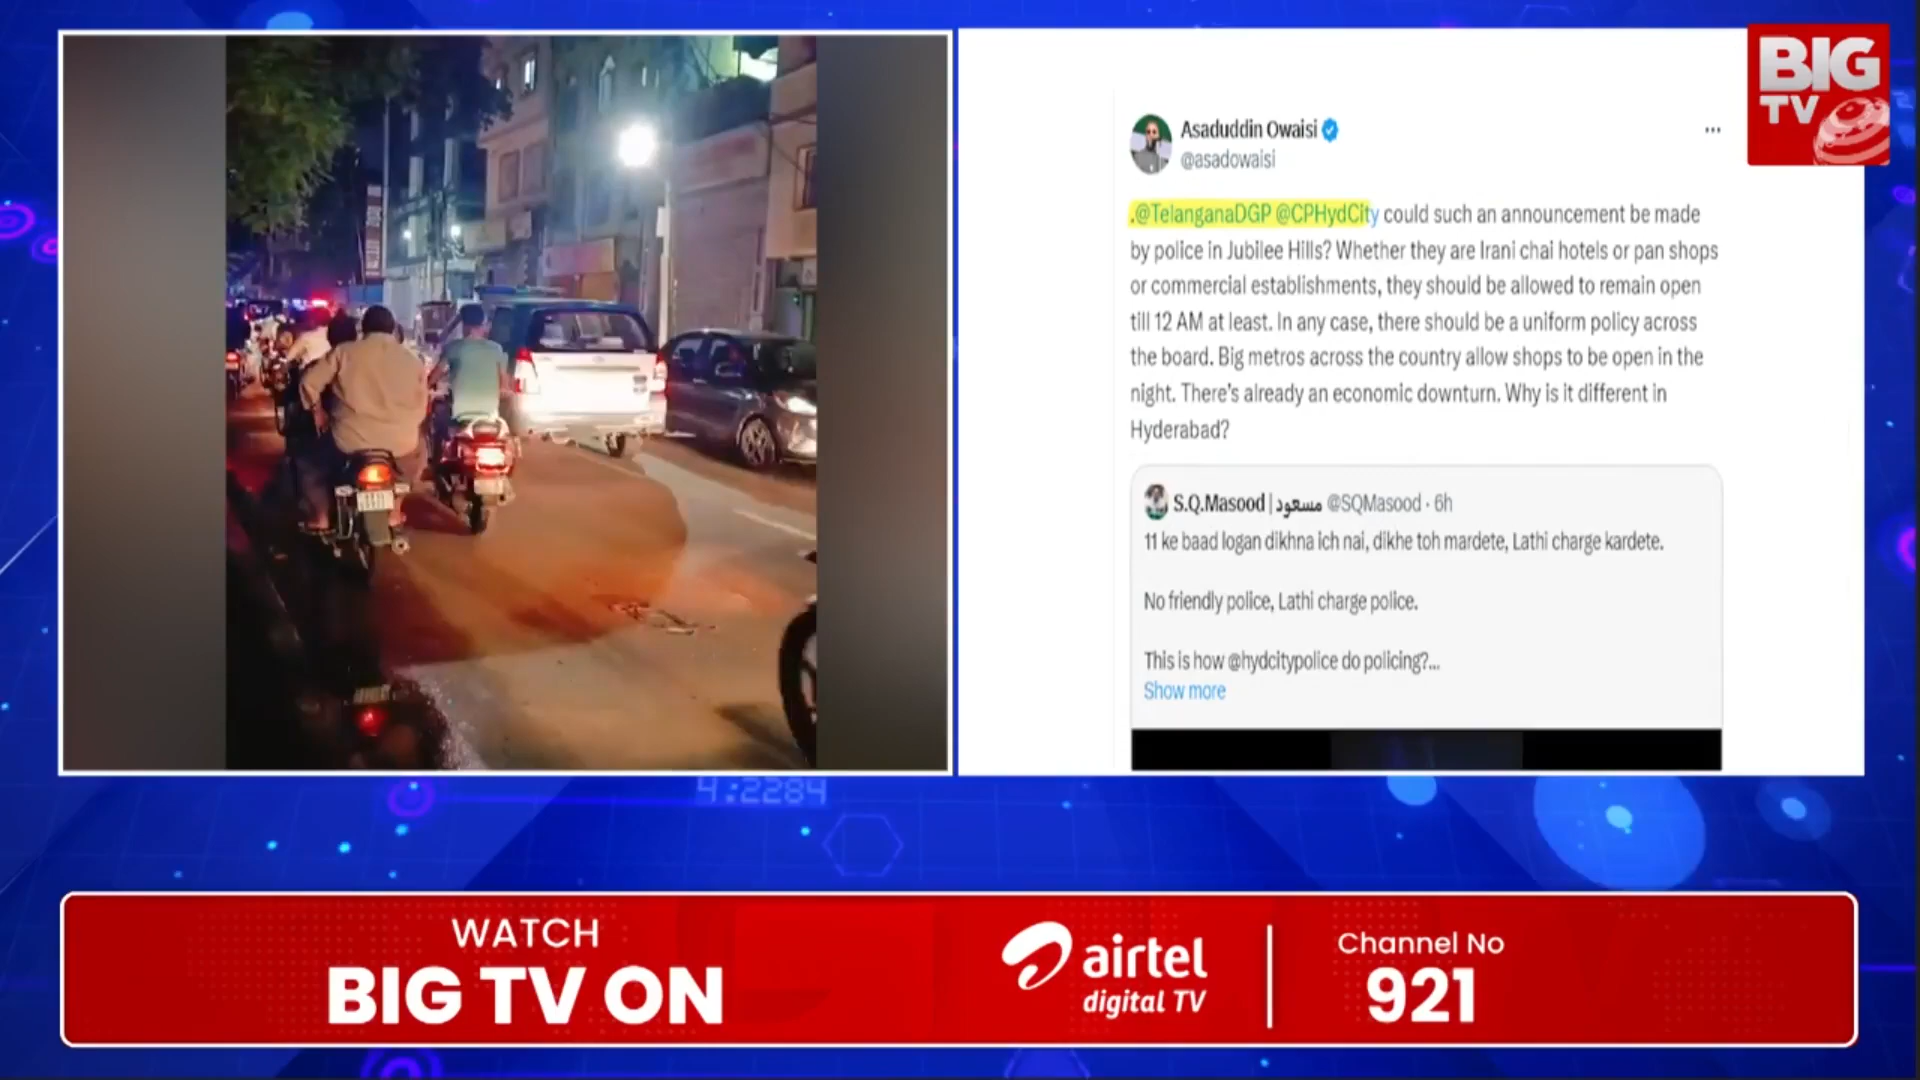 BIG
TV
Asaduddin Owaisi
@asadowaisi
.@TelanganaDGP @CPHydCity could such an announcement be made
by police in Jubilee Hills? Whether they are Irani chai hotels or pan shops
or commercial establishments, they should be allowed to remain open
till 12 AM at least. In any case, there should be a uniform policy across
the board. Big metros across the country allow shops to be open in the
night. There's already an economic downturn. Why is it different in
Hyderabad?
S.Q.Masood | مسعود @SQMasood · 6h
11 ke baad logan dikhna ich nai, dikhe toh mardete, Lathi charge kardete.
No friendly police, Lathi charge police.
This is how @hydcitypolice do policing?...
Show more
4:2284
WATCH
BIG TV ON
airtel
digital TV
Channel No
921